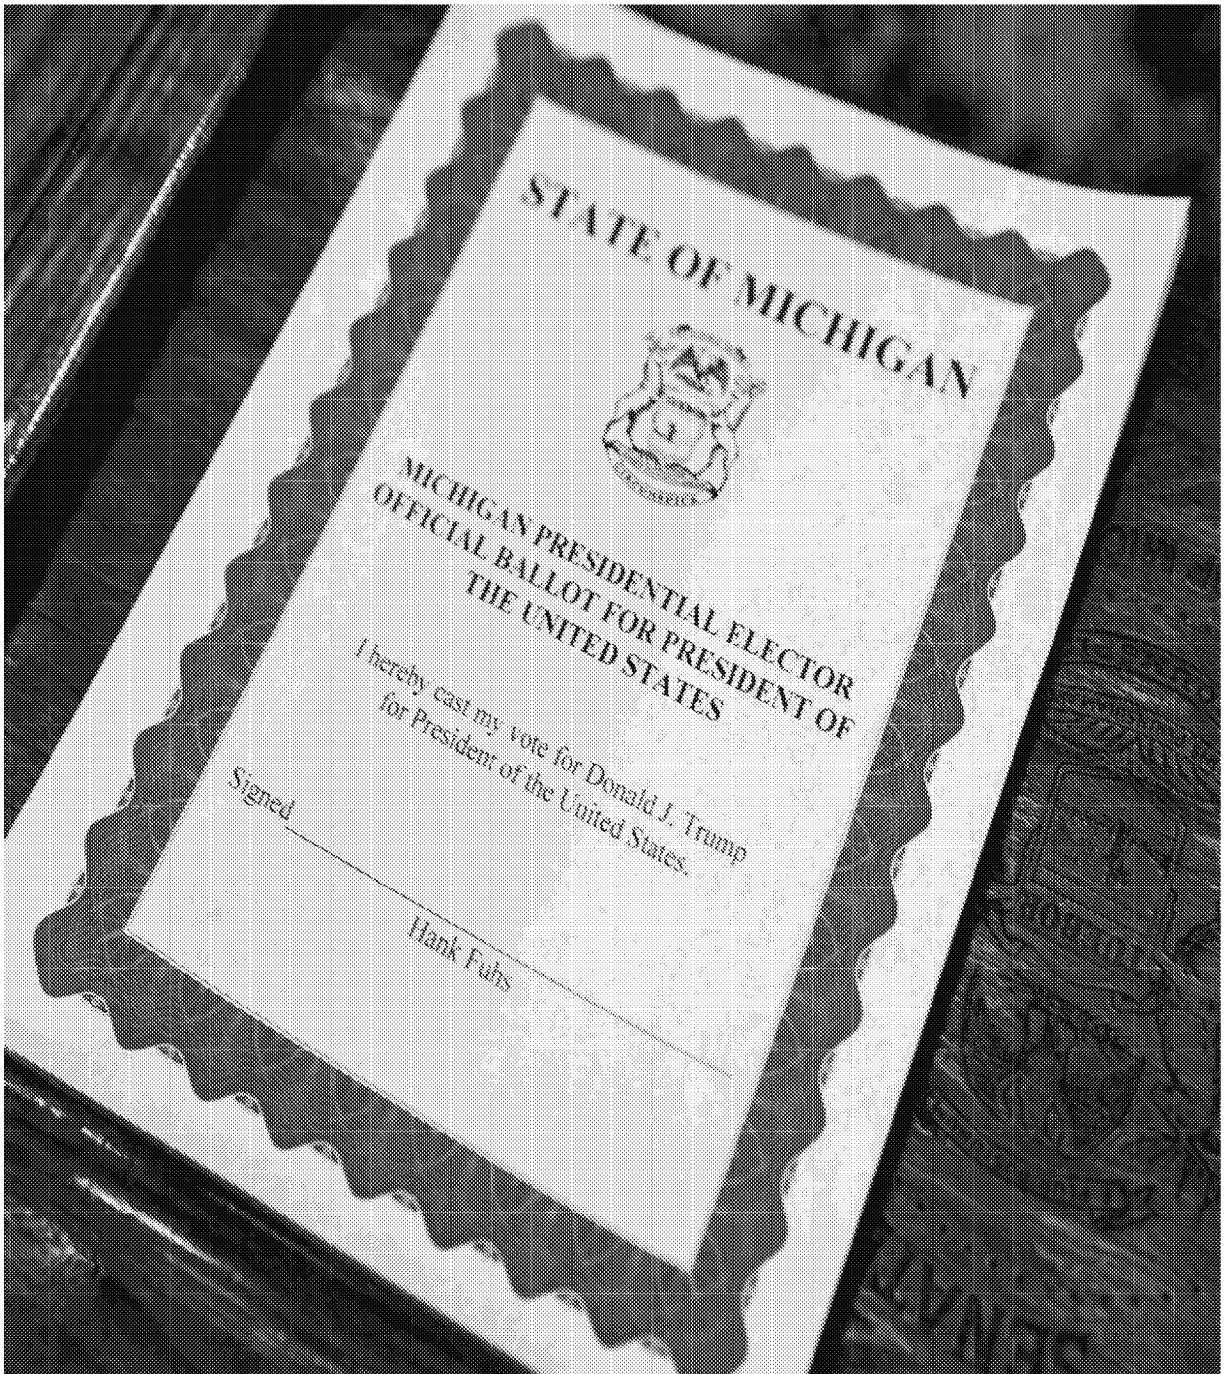 STATE OF MICHIGAN
MICHIGAN PRESIDENTIAL ELECTOR
OFFICIAL BALLOT FOR PRESIDENT OF
THE UNITED STATES
I hereby cast my vote for Donald J. Trump
for President of the United States.
Signed
Hank Fuhs
SENATE